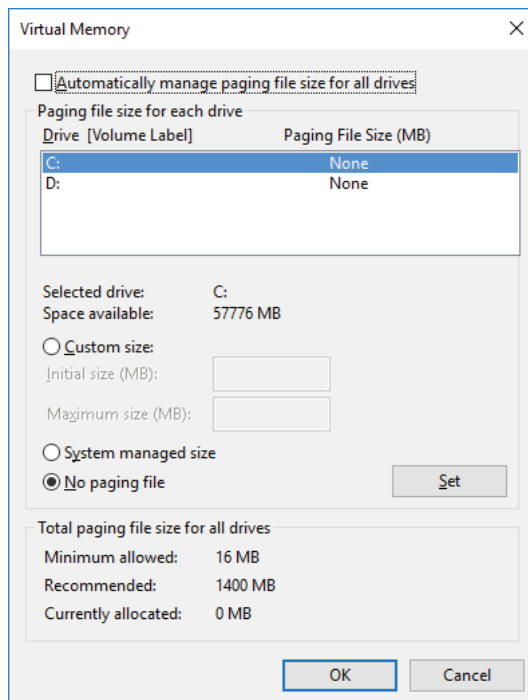 Virtual Memory
Automatically manage paging file size for all drives
Paging file size for each drive
Drive [Volume Label] Paging File Size (MB)
C: None
D: None
Selected drive: C:
Space available: 57776 MB
Custom size:
Initial size (MB):
Maximum size (MB):
System managed size
No paging file
Set
Total paging file size for all drives
Minimum allowed: 16 MB
Recommended: 1400 MB
Currently allocated: 0 MB
OK Cancel